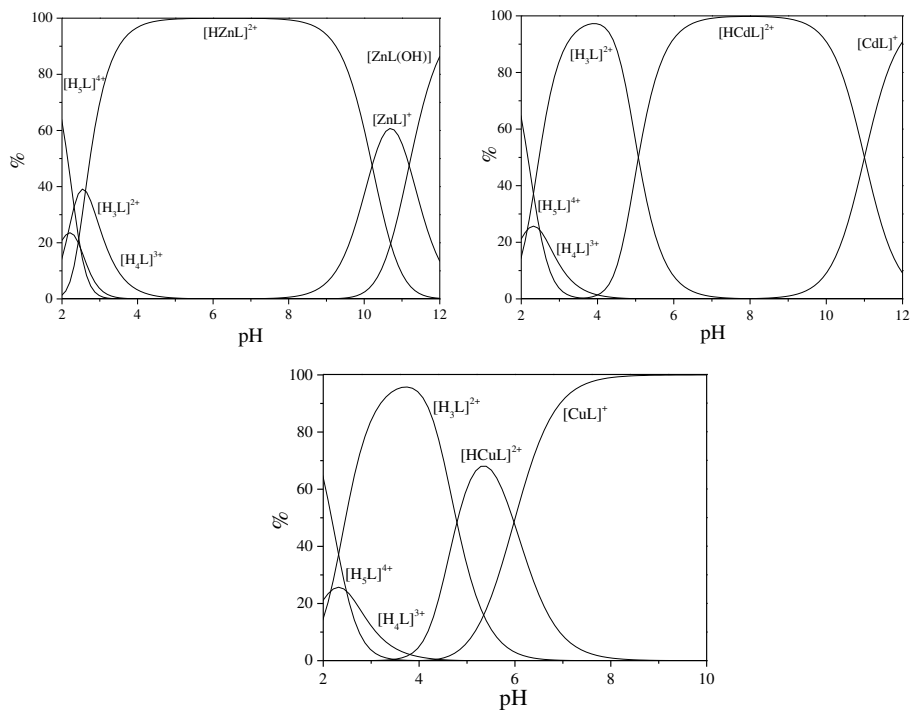 100
80
60
40
20
0
%
[HZnL]2+
[H5L]4+
[ZnL(OH)]
[ZnL]+
[H3L]2+
[H4L]3+
2 4 6 8 10 12
pH
100
80
60
40
20
0
%
[H3L]2+
[HCdL]2+
[CdL]+
[H5L]4+
[H4L]3+
2 4 6 8 10 12
pH
100
80
60
40
20
0
%
[H3L]2+
[CuL]+
[HCuL]2+
[H5L]4+
[H4L]3+
2 4 6 8 10
pH